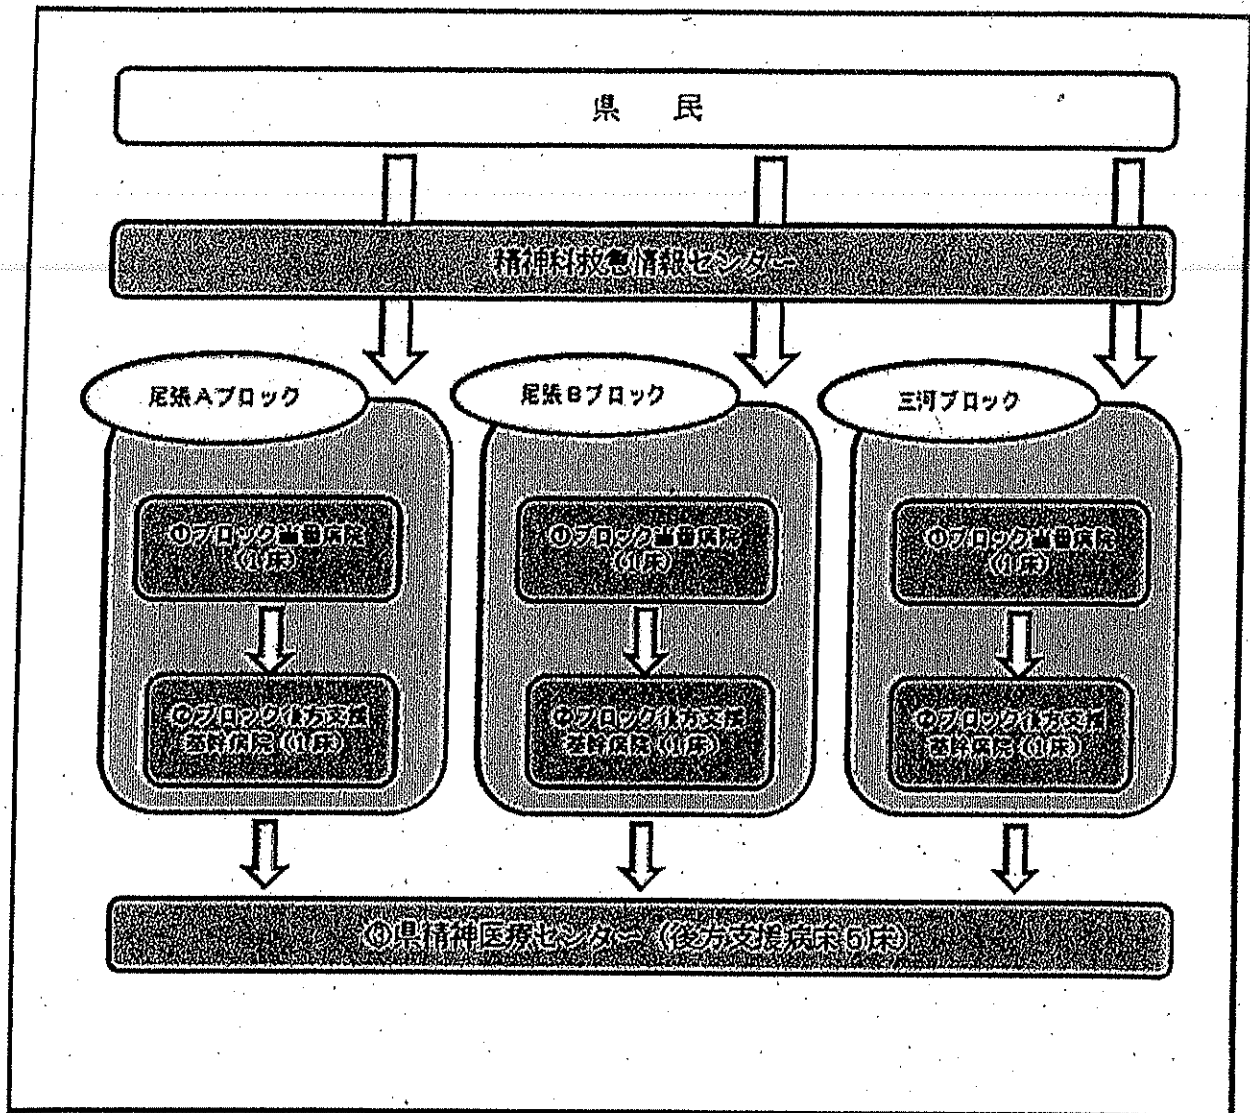 県　民
精神科救急情報センター
尾張Aブロック
尾張Bブロック
三河ブロック
①ブロック当番病院
(1床)
①ブロック当番病院
(1床)
①ブロック当番病院
(1床)
②ブロック後方支援
基幹病院(1床)
②ブロック後方支援
基幹病院(1床)
②ブロック後方支援
基幹病院(1床)
③県精神医療センター(後方支援病床5床)